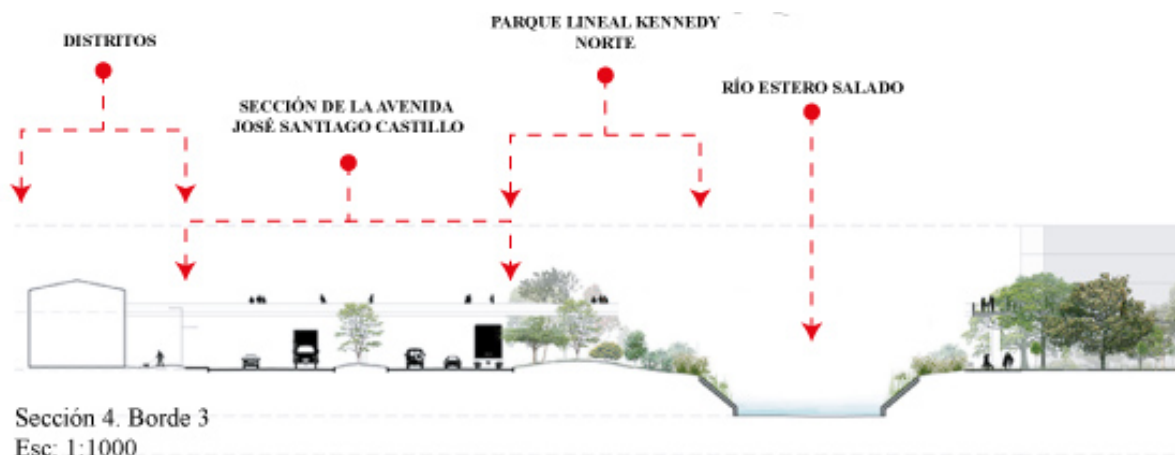 DISTRITOS
SECCIÓN DE LA AVENIDA
JOSÉ SANTIAGO CASTILLO
PARQUE LINEAL KENNEDY
NORTE
RÍO ESTERO SALADO
Sección 4. Borde 3
Esc: 1:1000